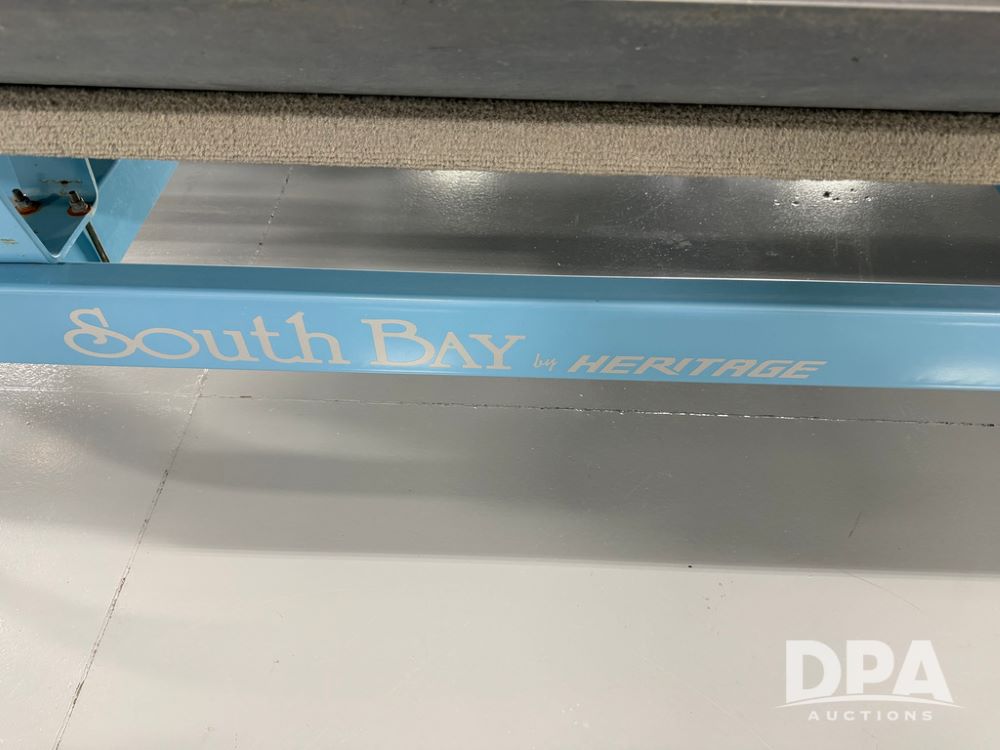 South Bay by HERITAGE
DPA
AUCTIONS